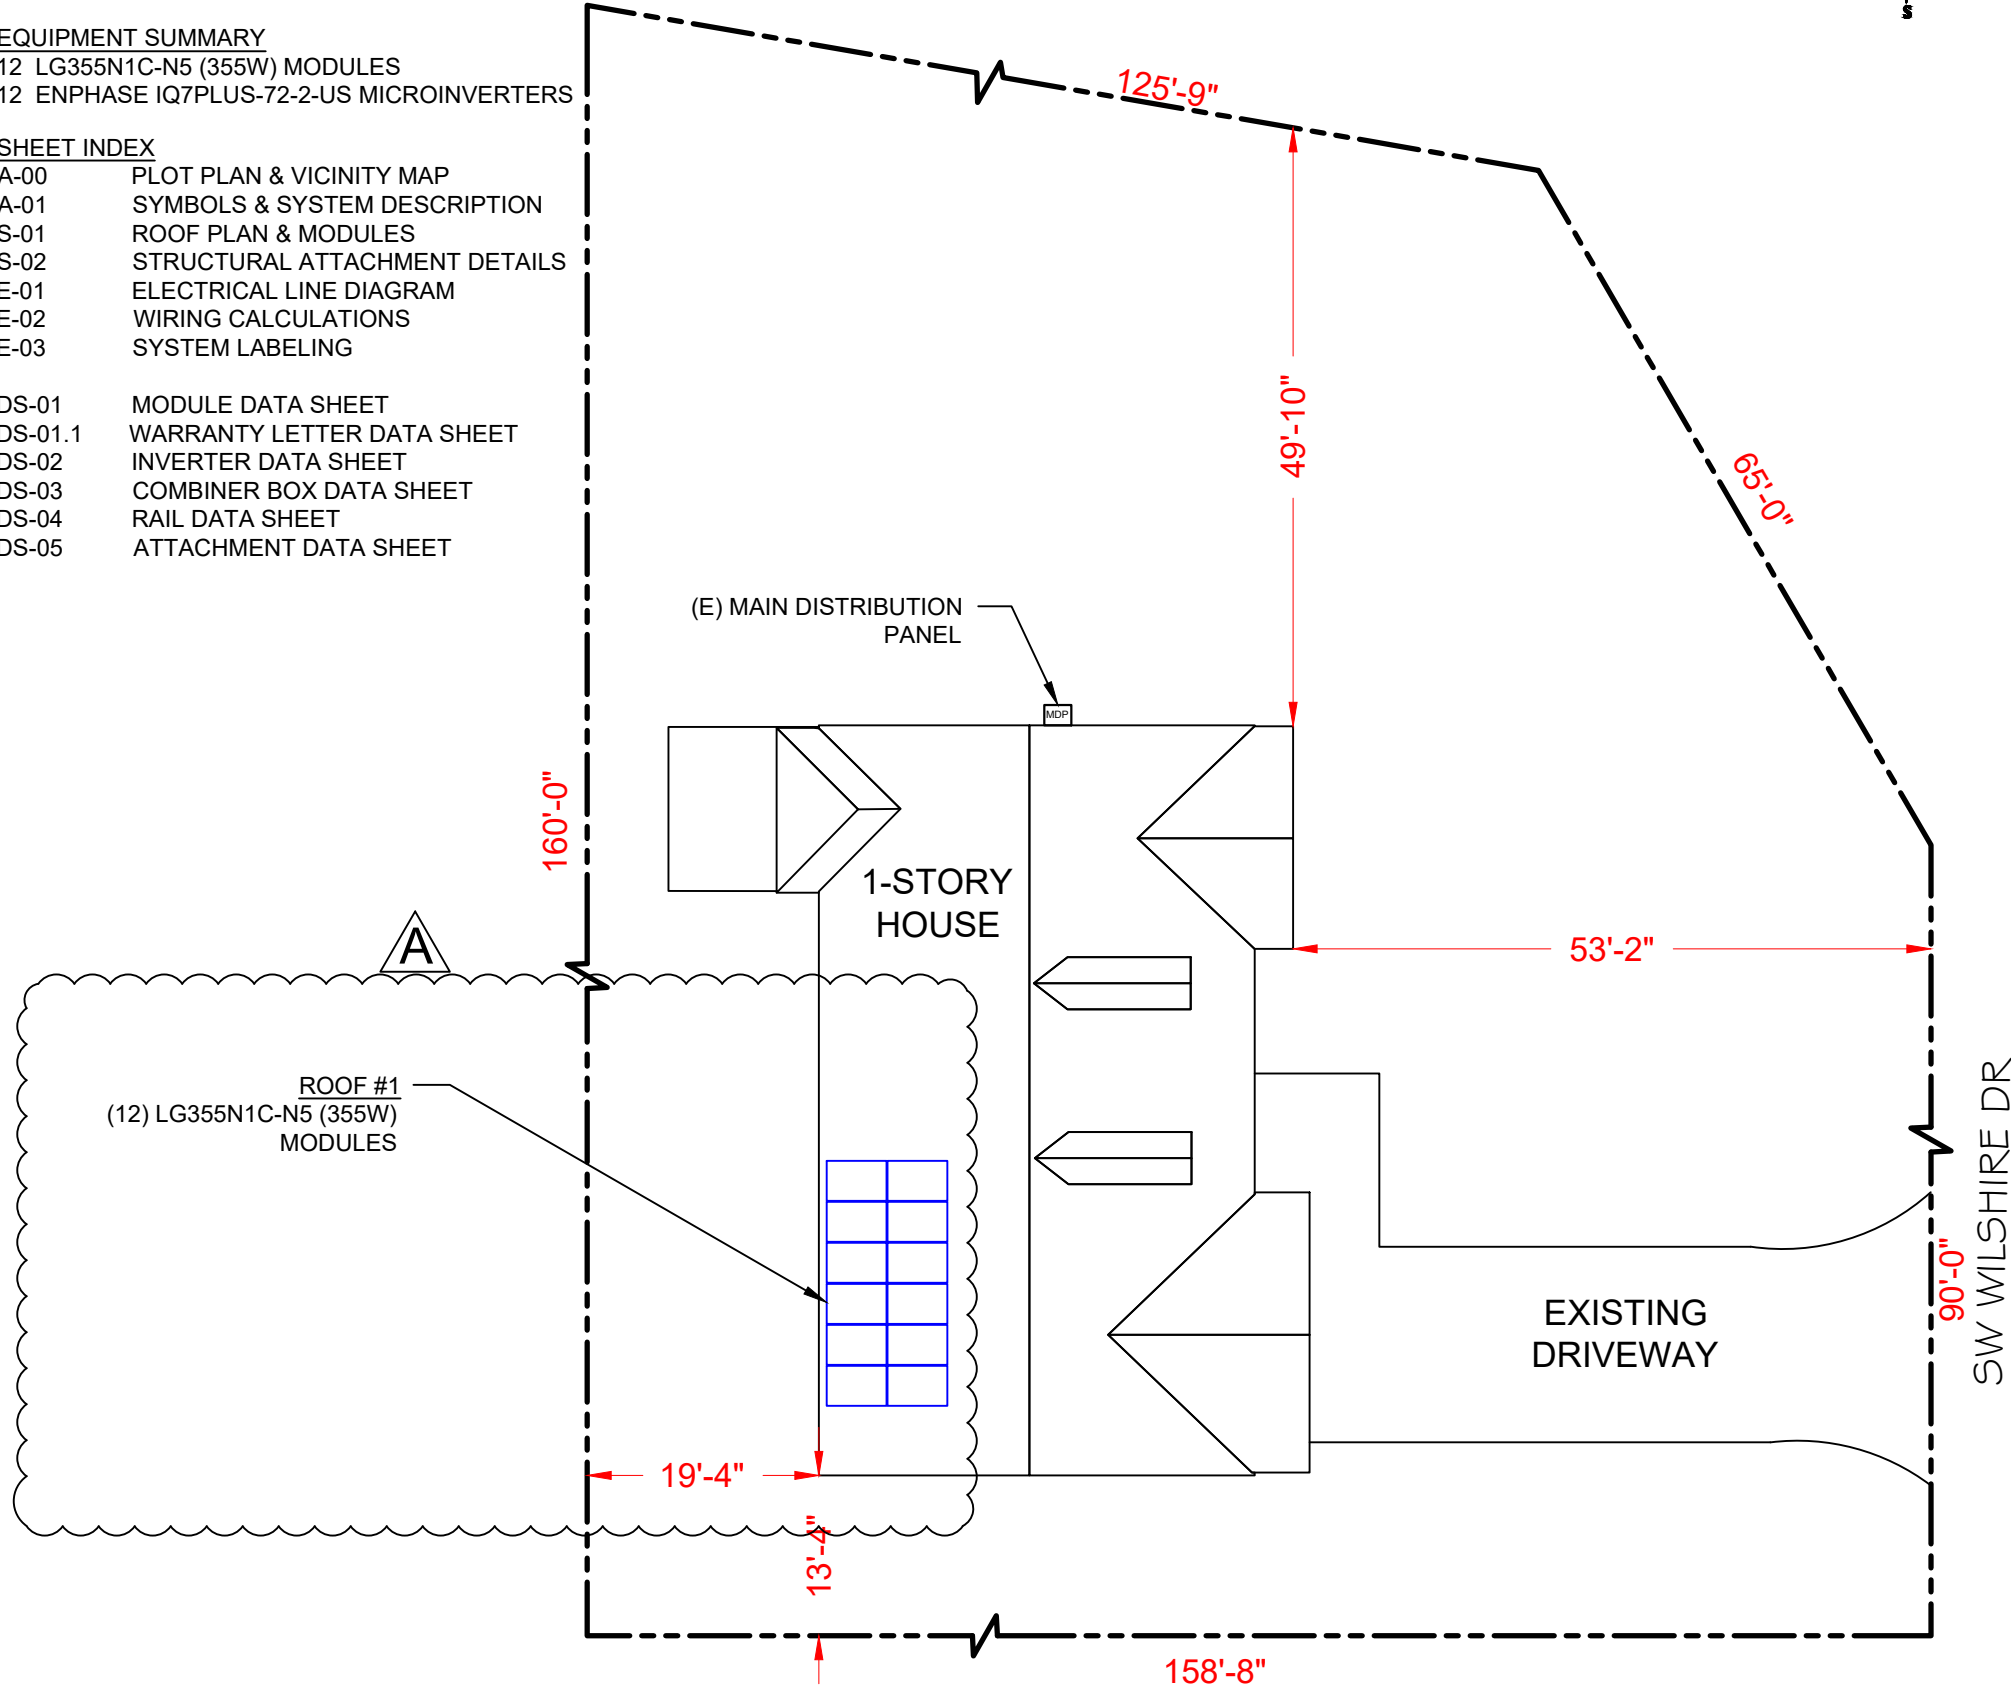 S
EQUIPMENT SUMMARY
12 LG355N1C-N5 (355W) MODULES
12 ENPHASE IQ7PLUS-72-2-US MICROINVERTERS
SHEET INDEX
A-00 PLOT PLAN & VICINITY MAP
A-01 SYMBOLS & SYSTEM DESCRIPTION
S-01 ROOF PLAN & MODULES
S-02 STRUCTURAL ATTACHMENT DETAILS
E-01 ELECTRICAL LINE DIAGRAM
E-02 WIRING CALCULATIONS
E-03 SYSTEM LABELING
DS-01 MODULE DATA SHEET
DS-01.1 WARRANTY LETTER DATA SHEET
DS-02 INVERTER DATA SHEET
DS-03 COMBINER BOX DATA SHEET
DS-04 RAIL DATA SHEET
DS-05 ATTACHMENT DATA SHEET
125'-9"
49'-10"
65'-0"
(E) MAIN DISTRIBUTION
PANEL
MDP
160'-0"
1-STORY
HOUSE
A
53'-2"
ROOF #1
(12) LG355N1C-N5 (355W)
MODULES
EXISTING
DRIVEWAY
90'-0"
SW WILSHIRE DR
19'-4"
13'-4"
158'-8"